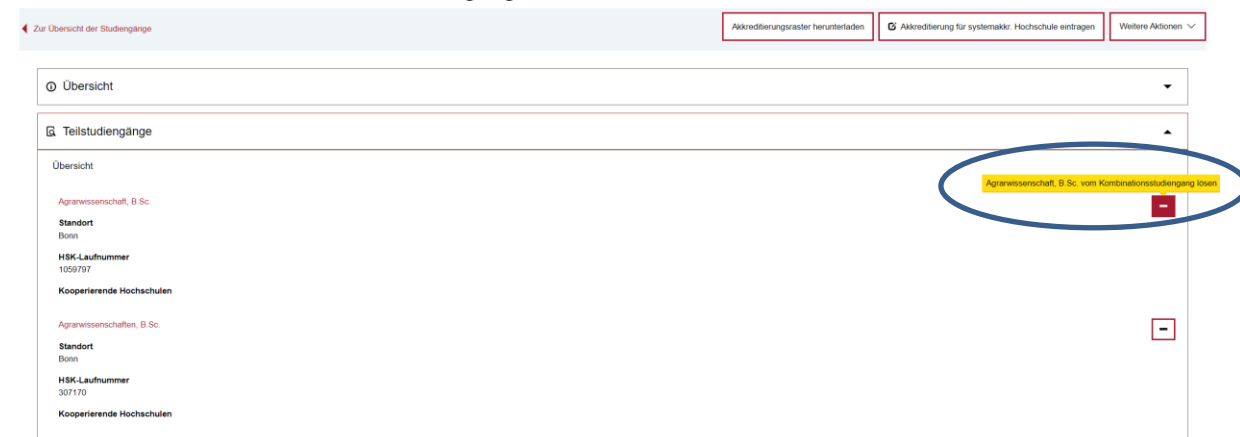 Zur Übersicht der Studiengänge
Akkreditierungsraster herunterladen
Akkreditierung für systemakkr. Hochschule eintragen
Weitere Aktionen
Übersicht
Teilstudiengänge
Übersicht
Agrarwissenschaft, B.Sc. vom Kombinationsstudiengang lösen
Agrarwissenschaft, B.Sc.
Standort
Bonn
HSK-Laufnummer
1059797
Kooperierende Hochschulen
Agrarwissenschaften, B.Sc.
Standort
Bonn
HSK-Laufnummer
307170
Kooperierende Hochschulen